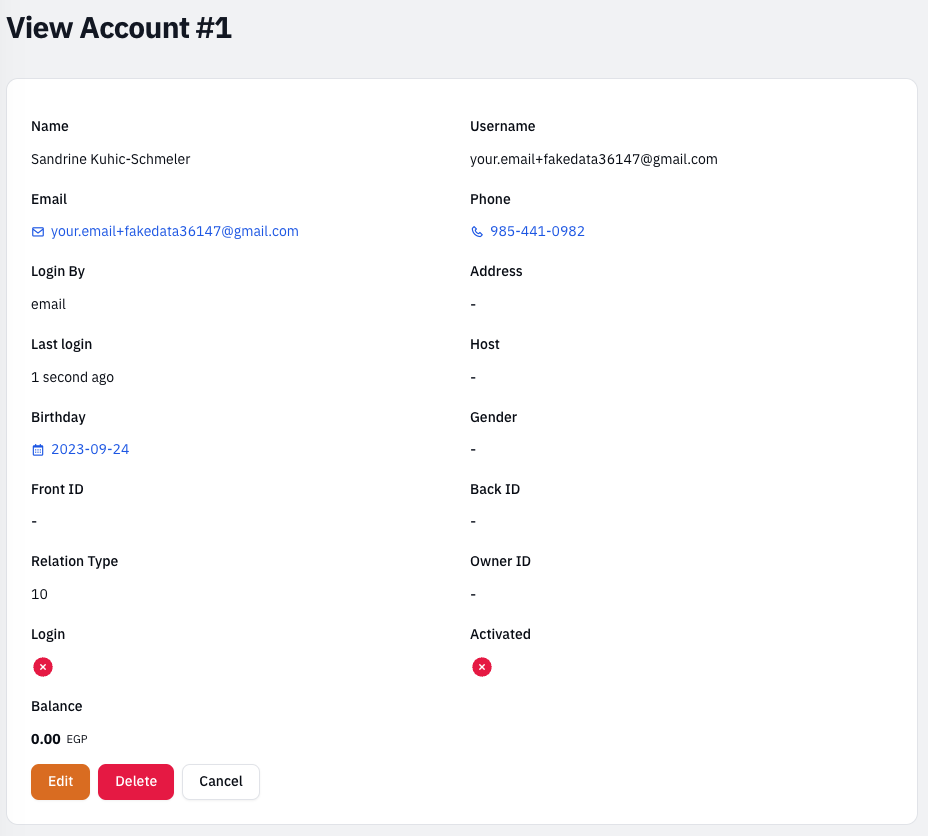 View Account #1
Name
Username
Sandrine Kuhic-Schmeler
your.email+fakedata36147@gmail.com
Email
Phone
your.email+fakedata36147@gmail.com
985-441-0982
Login By
Address
email
-
Last login
Host
1 second ago
-
Birthday
Gender
2023-09-24
-
Front ID
Back ID
-
-
Relation Type
Owner ID
10
-
Login
Activated
Balance
0.00 EGP
Edit
Delete
Cancel